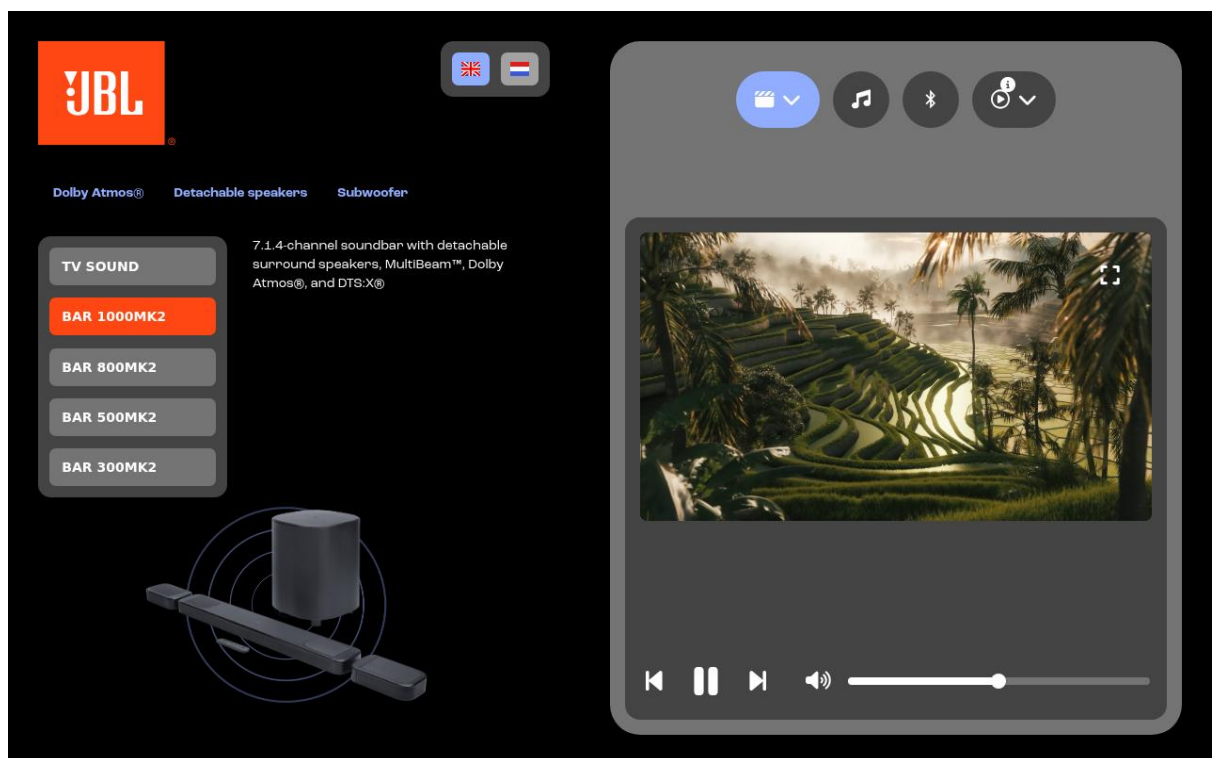 JBL
®
Dolby Atmos® Detachable speakers Subwoofer
TV SOUND
BAR 1000MK2
BAR 800MK2
BAR 500MK2
BAR 300MK2
7.1.4-channel soundbar with detachable
surround speakers, MultiBeam™, Dolby
Atmos®, and DTS:X®
i